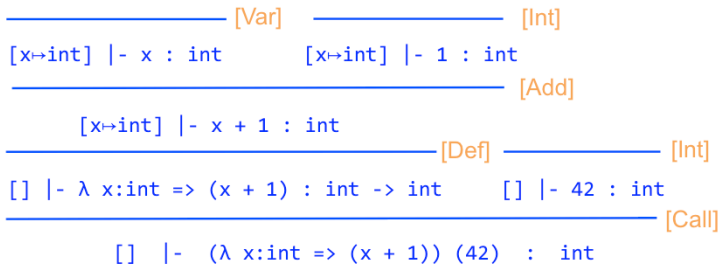 [Var] [Int]
[x↦int] |- x : int [x↦int] |- 1 : int
[Add]
[x↦int] |- x + 1 : int
[Def] [Int]
[] |- λ x:int => (x + 1) : int -> int [] |- 42 : int
[Call]
[] |- (λ x:int => (x + 1)) (42) : int